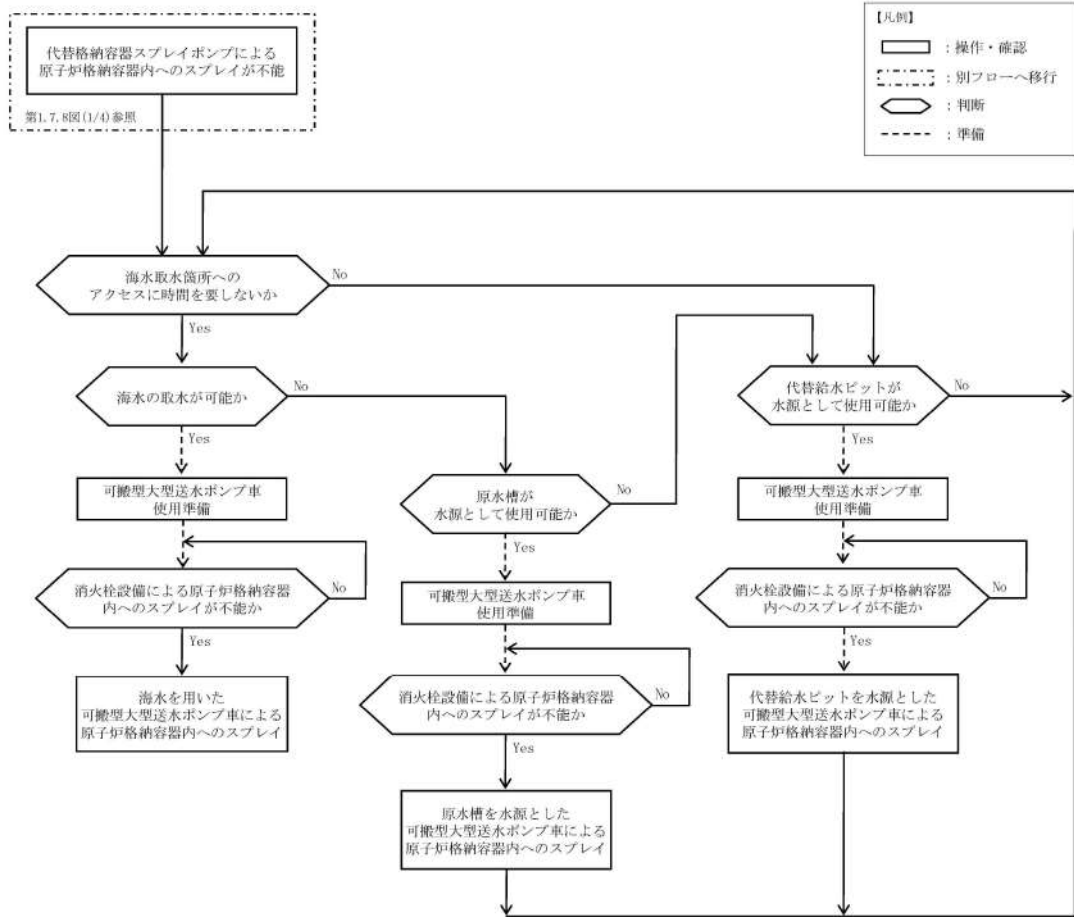 代替格納容器スプレイポンプによる
原子炉格納容器内へのスプレイが不能
第1.7.8図(1/4)参照
【凡例】
：操作・確認
：別フローへ移行
：判断
：準備
海水取水箇所への
アクセスに時間を要しないか
No
Yes
海水の取水が可能か
No
Yes
可搬型大型送水ポンプ車
使用準備
消火栓設備による原子炉格納容器
内へのスプレイが不能か
No
Yes
海水を用いた
可搬型大型送水ポンプ車による
原子炉格納容器内へのスプレイ
原水槽が
水源として使用可能か
No
Yes
可搬型大型送水ポンプ車
使用準備
消火栓設備による原子炉格納容器
内へのスプレイが不能か
No
Yes
原水槽を水源とした
可搬型大型送水ポンプ車による
原子炉格納容器内へのスプレイ
代替給水ピットが
水源として使用可能か
No
Yes
可搬型大型送水ポンプ車
使用準備
消火栓設備による原子炉格納容器
内へのスプレイが不能か
No
Yes
代替給水ピットを水源とした
可搬型大型送水ポンプ車による
原子炉格納容器内へのスプレイ